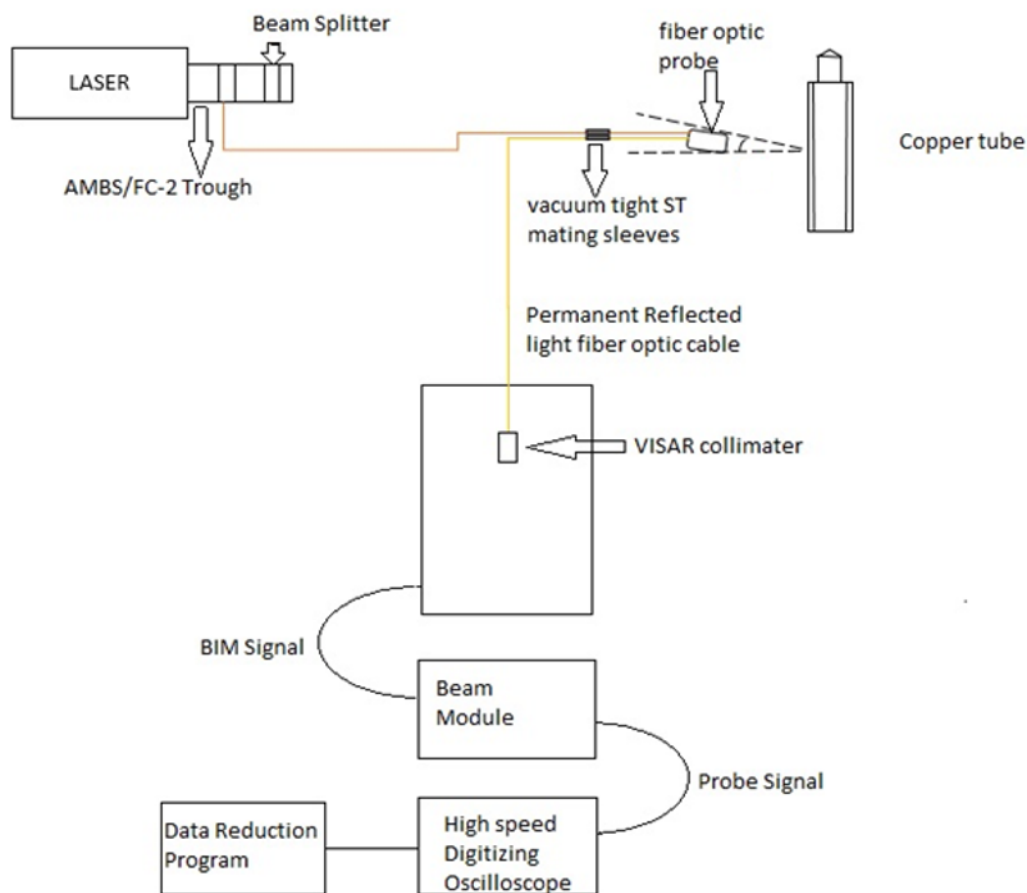 Beam Splitter
LASER
AMBS/FC-2 Trough
fiber optic
probe
Copper tube
vacuum tight ST
mating sleeves
Permanent Reflected
light fiber optic cable
VISAR collimater
BIM Signal
Beam
Module
Probe Signal
High speed
Digitizing
Oscilloscope
Data Reduction
Program